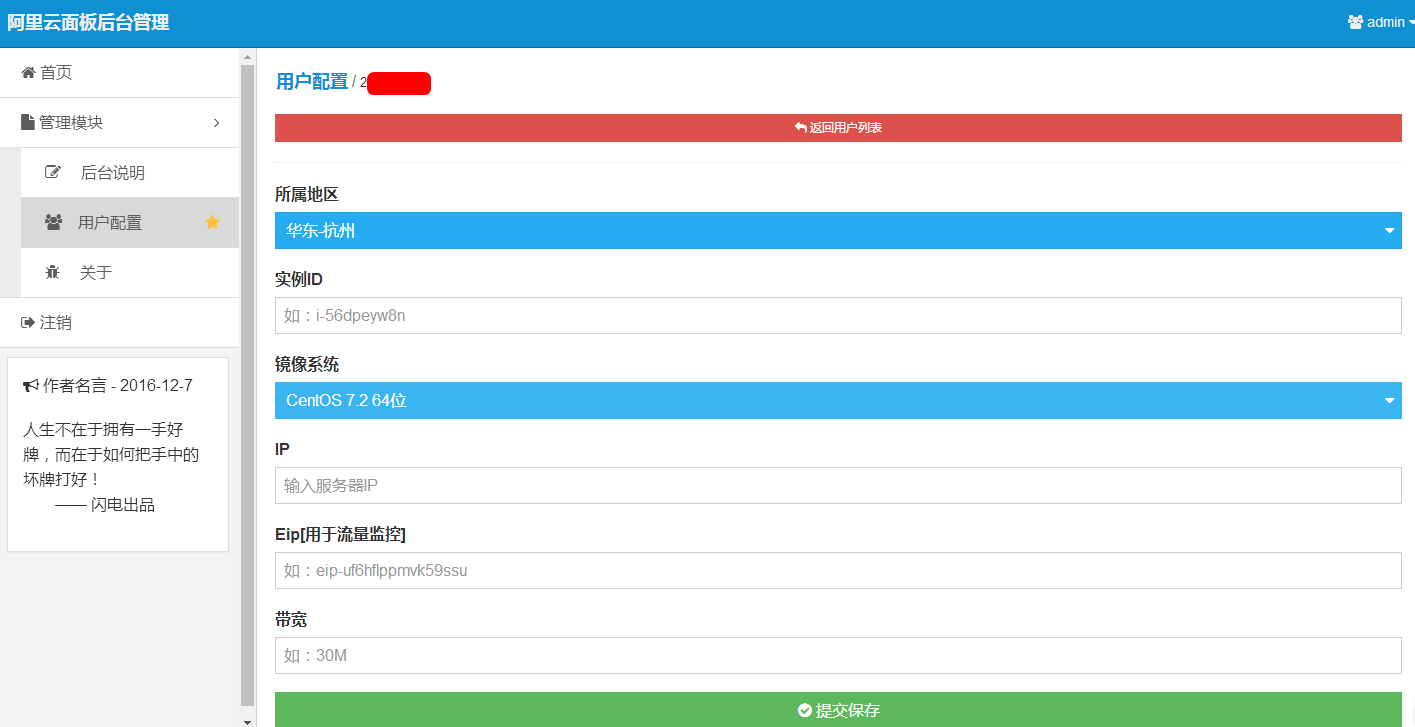 阿里云面板后台管理
admin
首页
管理模块
后台说明
用户配置
关于
注销
作者名言 - 2016-12-7
人生不在于拥有一手好
牌，而在于如何把手中的
坏牌打好！
—— 闪电出品
用户配置 / 2
返回用户列表
所属地区
华东-杭州
实例ID
如：i-56dpeyw8n
镜像系统
CentOS 7.2 64位
IP
输入服务器IP
Eip[用于流量监控]
如：eip-uf6hflppmvk59ssu
带宽
如：30M
提交保存